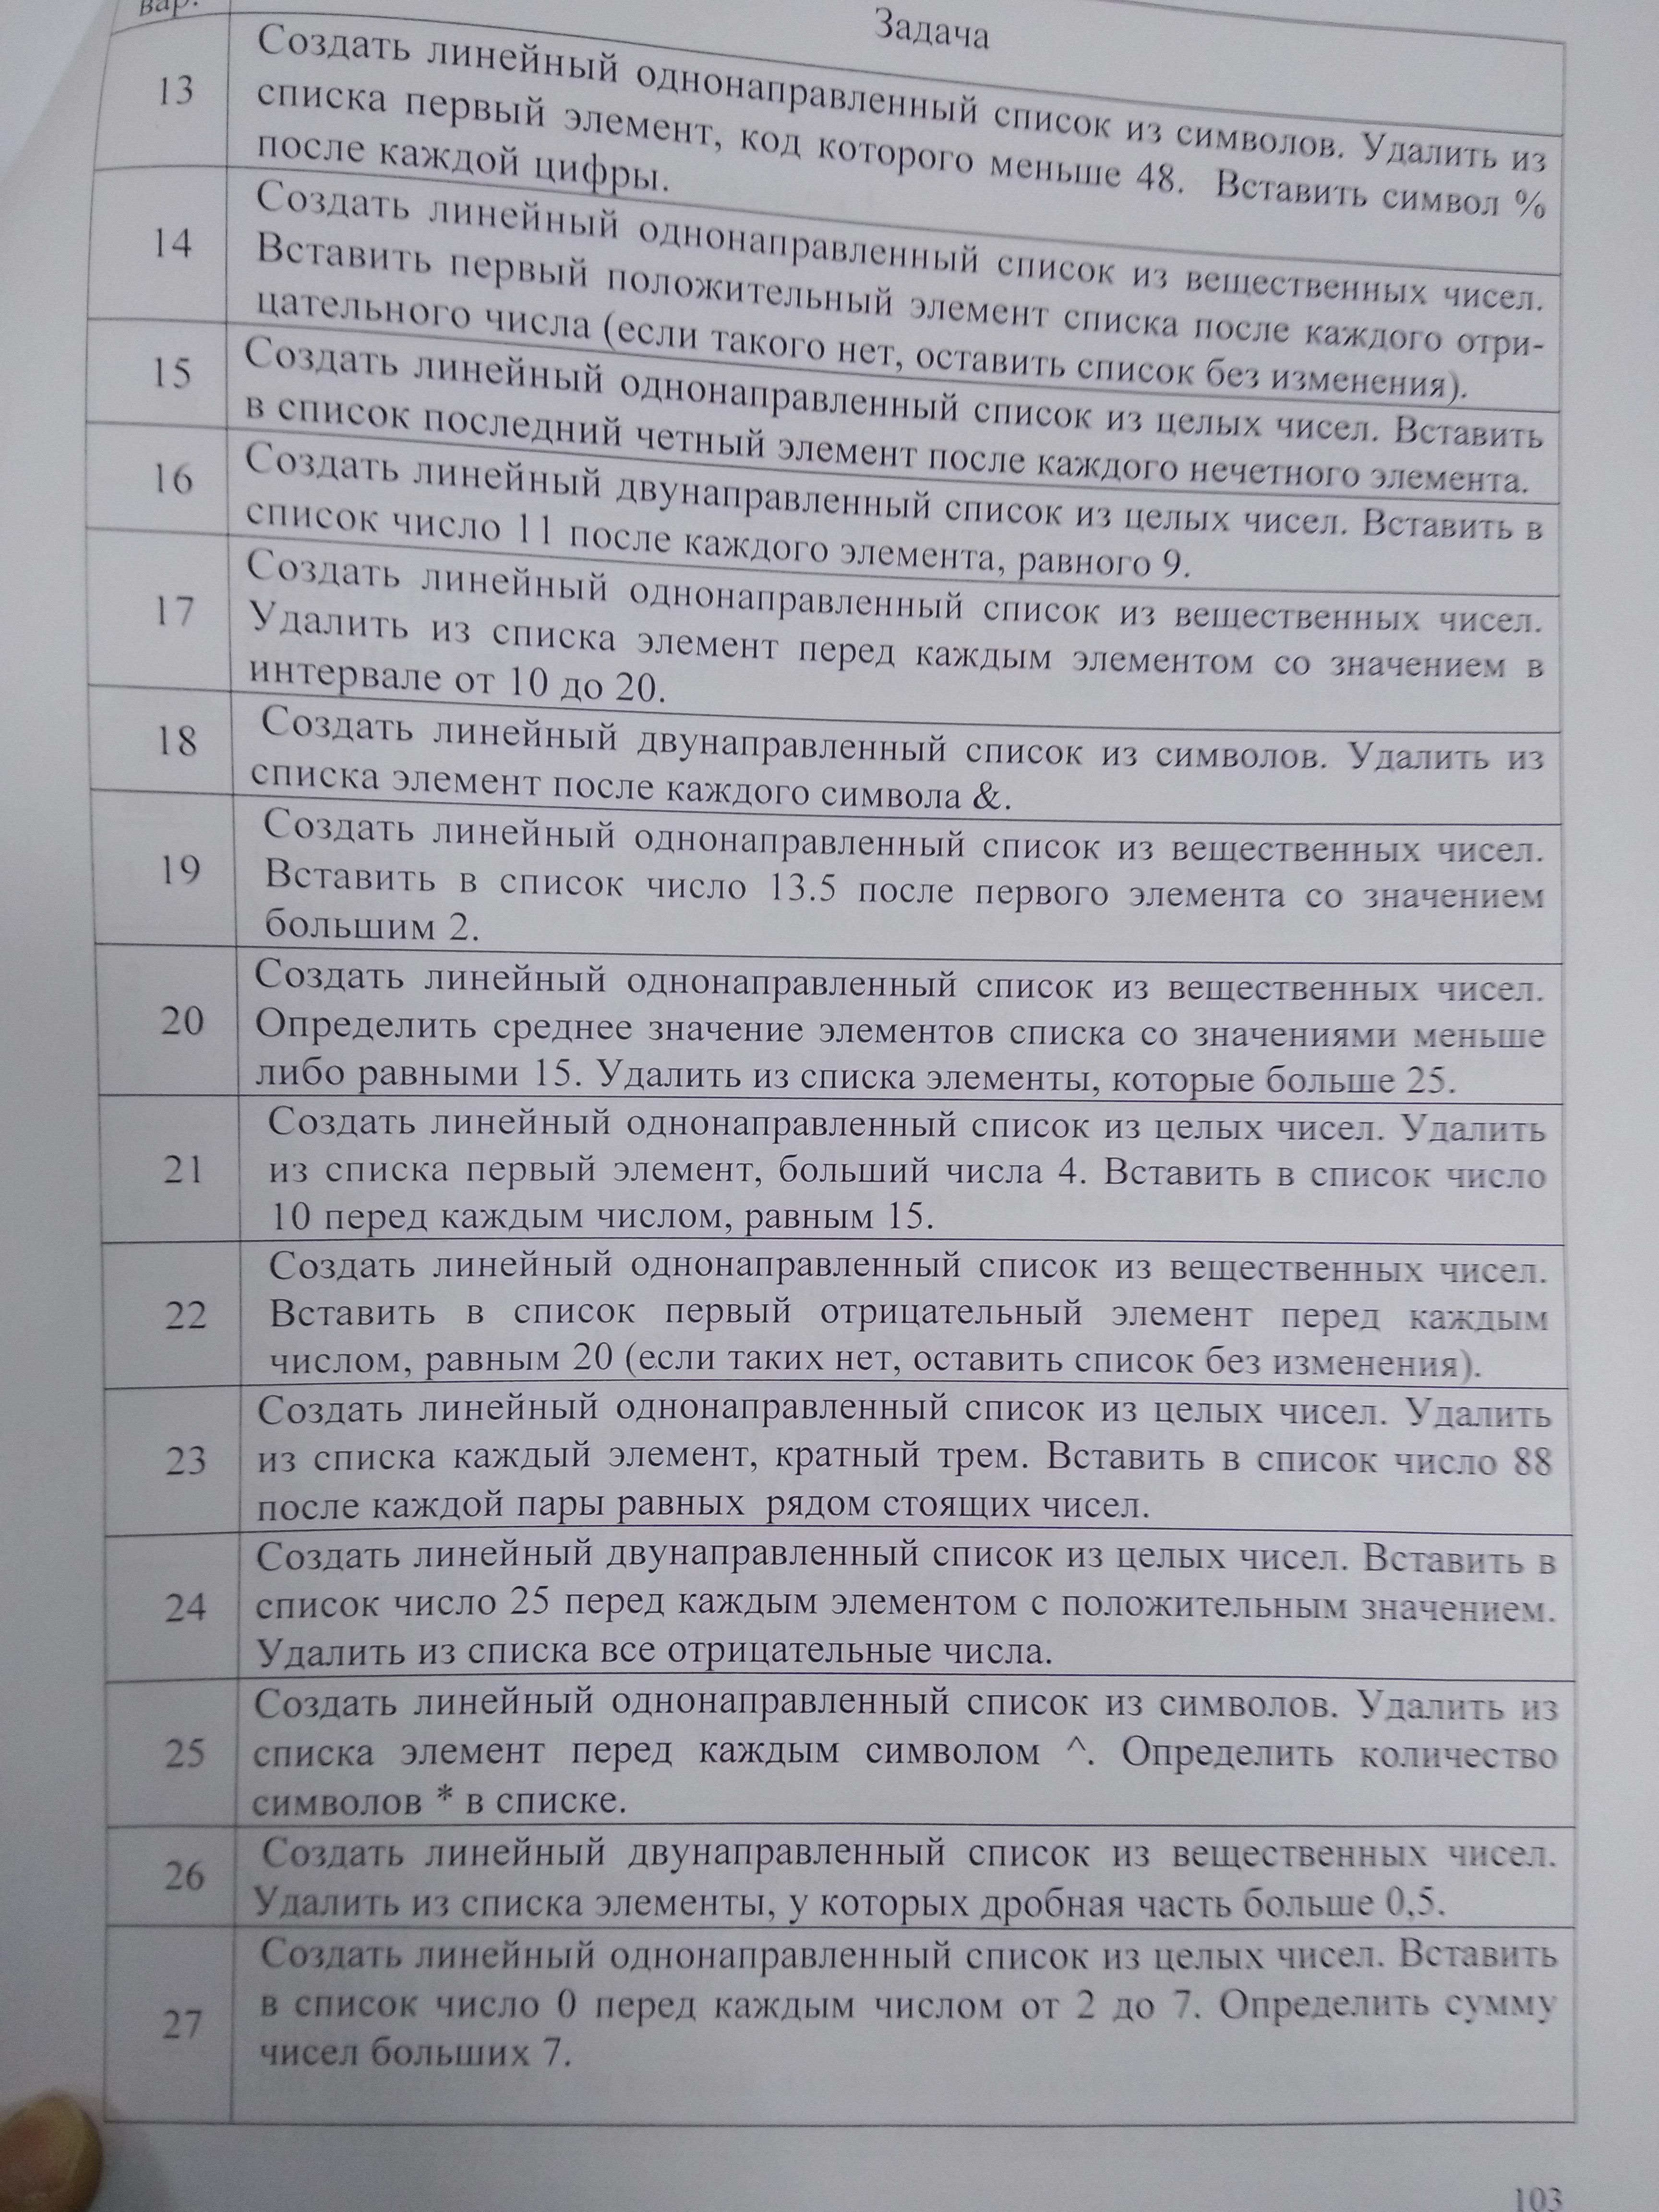 вар.
Задача
13
Создать линейный однонаправленный список из символов. Удалить из
списка первый элемент, код которого меньше 48. Вставить символ %
после каждой цифры.
14
Создать линейный однонаправленный список из вещественных чисел.
Вставить первый положительный элемент списка после каждого отри-
цательного числа (если такого нет, оставить список без изменения).
15
Создать линейный однонаправленный список из целых чисел. Вставить
в список последний четный элемент после каждого нечетного элемента.
16
Создать линейный двунаправленный список из целых чисел. Вставить в
список число 11 после каждого элемента, равного 9.
17
Создать линейный однонаправленный список из вещественных чисел.
Удалить из списка элемент перед каждым элементом со значением в
интервале от 10 до 20.
18
Создать линейный двунаправленный список из символов. Удалить из
списка элемент после каждого символа &.
19
Создать линейный однонаправленный список из вещественных чисел.
Вставить в список число 13.5 после первого элемента со значением
большим 2.
20
Создать линейный однонаправленный список из вещественных чисел.
Определить среднее значение элементов списка со значениями меньше
либо равными 15. Удалить из списка элементы, которые больше 25.
21
Создать линейный однонаправленный список из целых чисел. Удалить
из списка первый элемент, больший числа 4. Вставить в список число
10 перед каждым числом, равным 15.
22
Создать линейный однонаправленный список из вещественных чисел.
Вставить в список первый отрицательный элемент перед каждым
числом, равным 20 (если таких нет, оставить список без изменения).
23
Создать линейный однонаправленный список из целых чисел. Удалить
из списка каждый элемент, кратный трем. Вставить в список число 88
после каждой пары равных рядом стоящих чисел.
24
Создать линейный двунаправленный список из целых чисел. Вставить в
список число 25 перед каждым элементом с положительным значением.
Удалить из списка все отрицательные числа.
25
Создать линейный однонаправленный список из символов. Удалить из
списка элемент перед каждым символом ^. Определить количество
символов * в списке.
26
Создать линейный двунаправленный список из вещественных чисел.
Удалить из списка элементы, у которых дробная часть больше 0,5.
27
Создать линейный однонаправленный список из целых чисел. Вставить
в список число 0 перед каждым числом от 2 до 7. Определить сумму
чисел больших 7.
103